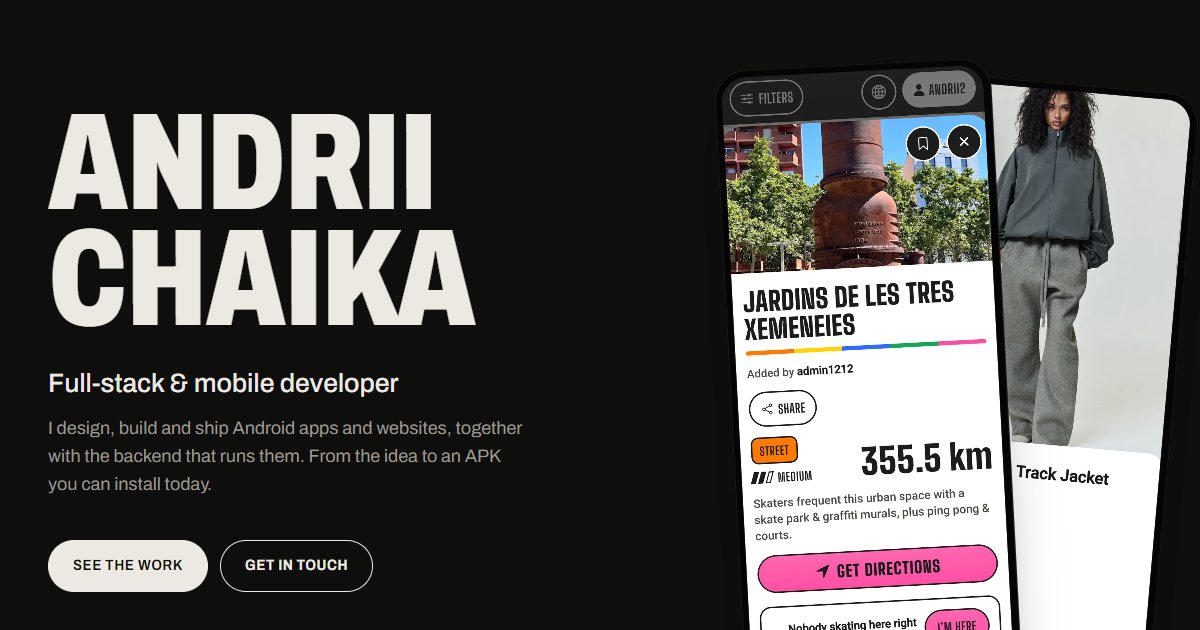 ANDRII
CHAIKA
Full-stack & mobile developer
I design, build and ship Android apps and websites, together
with the backend that runs them. From the idea to an APK
you can install today.
SEE THE WORK
GET IN TOUCH
FILTERS
ANDRII2
JARDINS DE LES TRES
XEMENEIES
Added by admin1212
SHARE
STREET
MEDIUM
355.5 km
Skaters frequent this urban space with a
skate park & graffiti murals, plus ping pong &
courts.
GET DIRECTIONS
Nobody skating here right
I'M HERE
Track Jacket